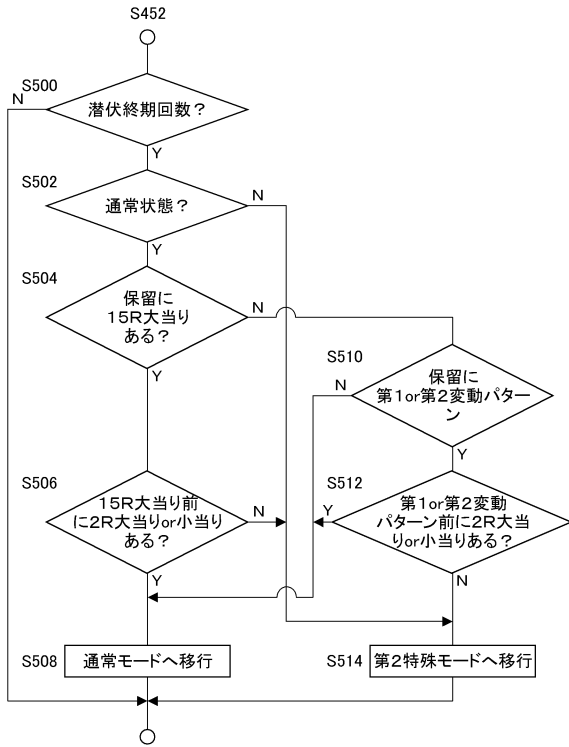 S452
S500
N
潜伏終期回数？
Y
S502
通常状態？
N
Y
S504
保留に
１５Ｒ大当り
ある？
N
Y
S510
N
保留に
第１or第２変動パター
ン
Y
S506
１５Ｒ大当り前
に２Ｒ大当りor小当り
ある？
N
Y
S512
Y
第１or第２変動
パターン前に２Ｒ大当
りor小当りある？
N
S508
通常モードへ移行
S514
第２特殊モードへ移行